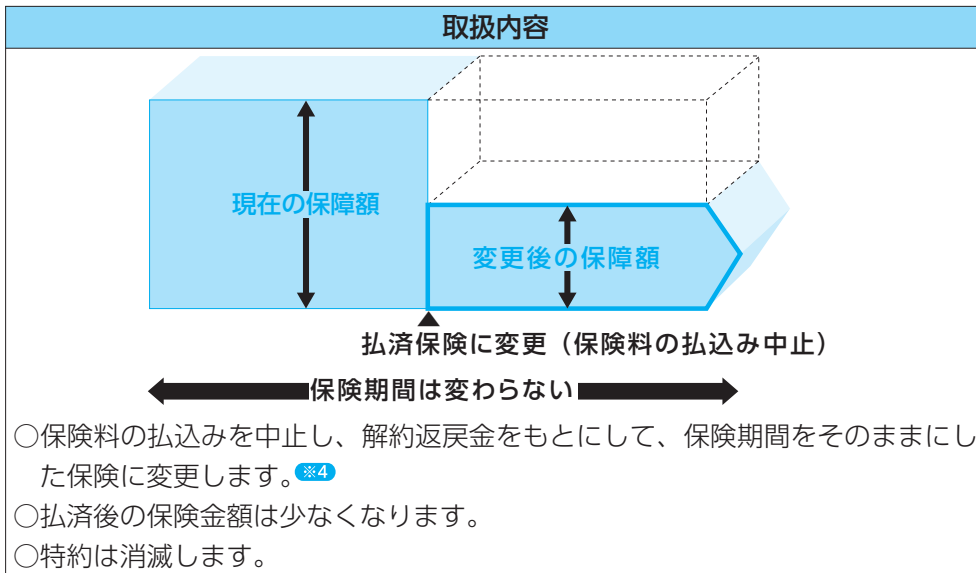 取扱内容
現在の保障額
変更後の保障額
払済保険に変更（保険料の払込み中止）
保険期間は変わらない
○保険料の払込みを中止し、解約返戻金をもとにして、保険期間をそのままにし
た保険に変更します。※4
○払済後の保険金額は少なくなります。
○特約は消滅します。